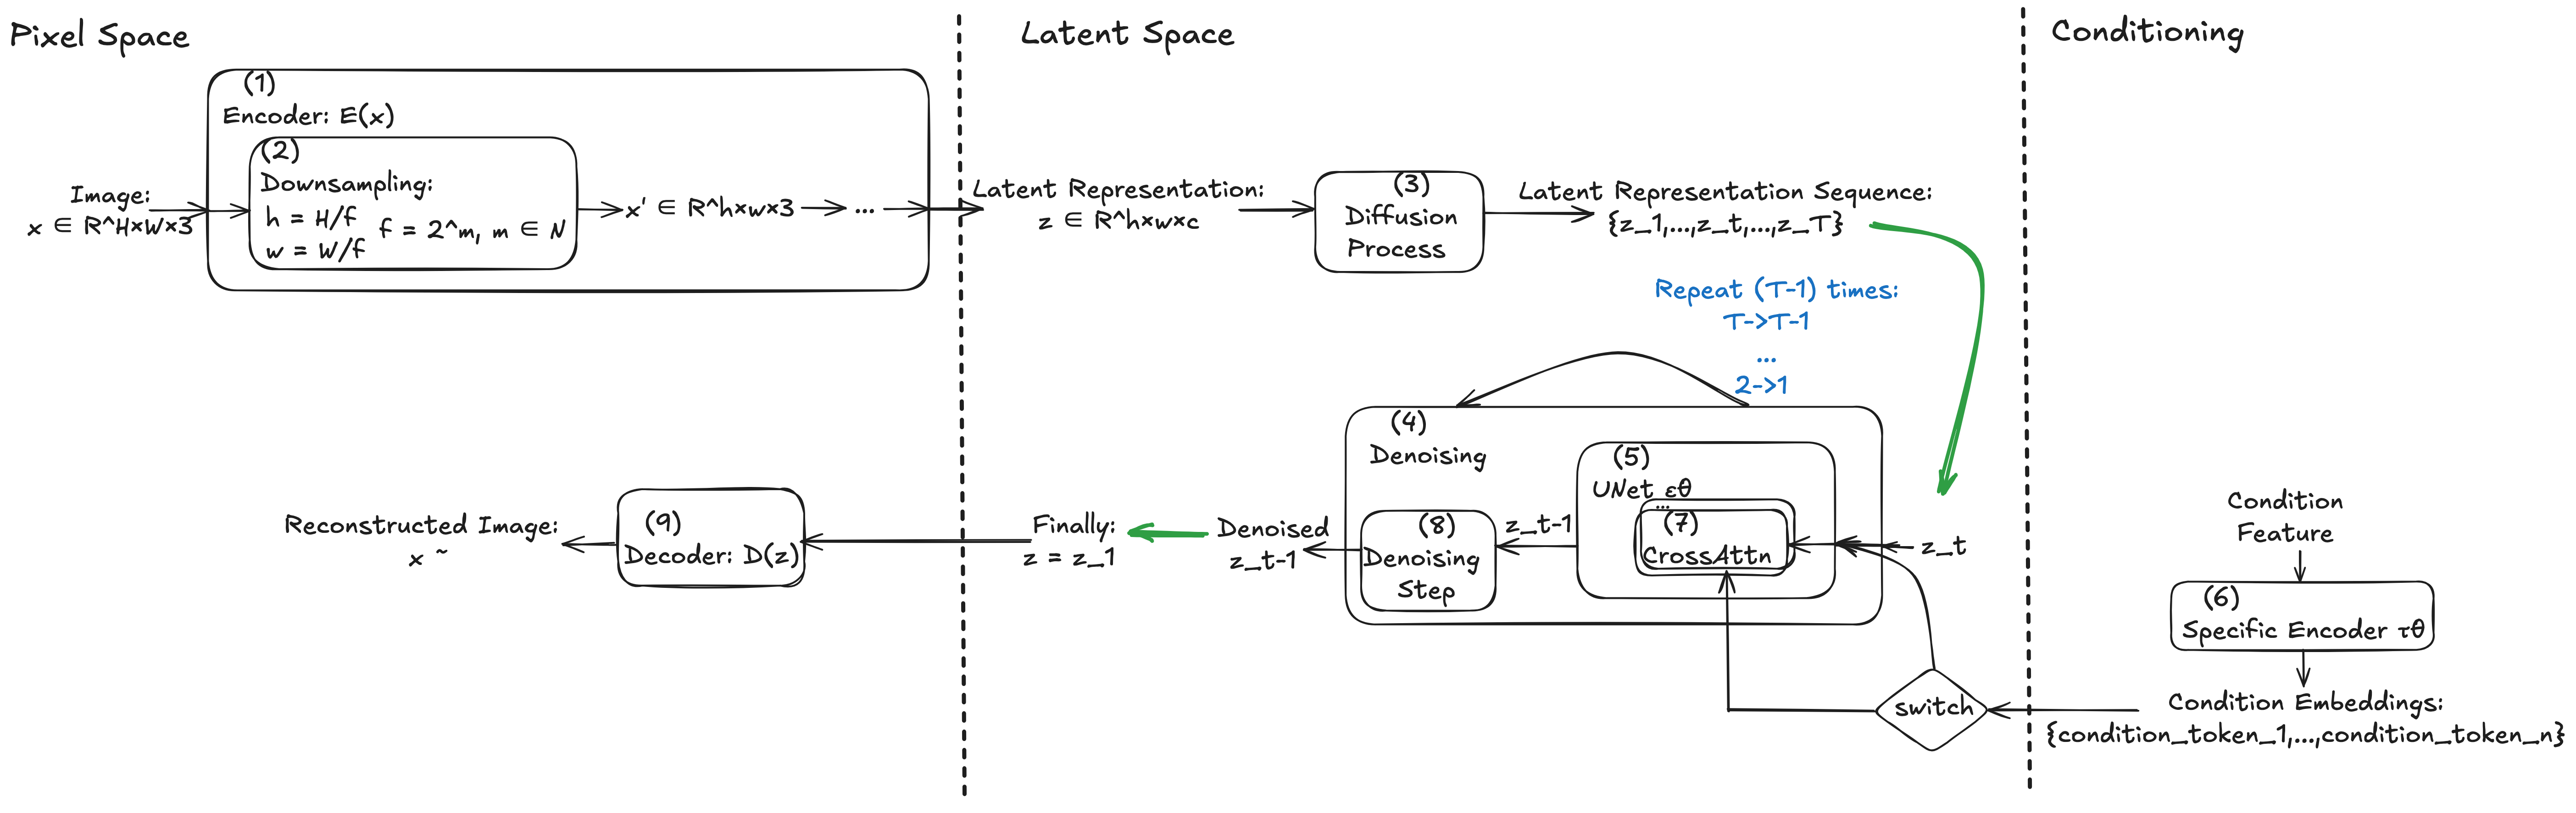 Pixel Space
Latent Space
Conditioning
(1)
Encoder: E(x)
(2)
Downsampling:
h = H/f
w = W/f
f = 2^m, m ∈ N
Image:
x ∈ R^H×W×3
x' ∈ R^h×w×3
...
Latent Representation:
z ∈ R^h×w×c
(3)
Diffusion
Process
Latent Representation Sequence:
{z_1,...,z_t,...,z_T}
Repeat (T-1) times:
T->T-1
...
2->1
(4)
Denoising
(5)
UNet εθ
...
(7)
CrossAttn
z_t
z_t-1
(8)
Denoising
Step
Denoised
z_t-1
Finally:
z = z_1
(9)
Decoder: D(z)
Reconstructed Image:
x ~
Condition
Feature
(6)
Specific Encoder τθ
Condition Embeddings:
{condition_token_1,...,condition_token_n}
switch